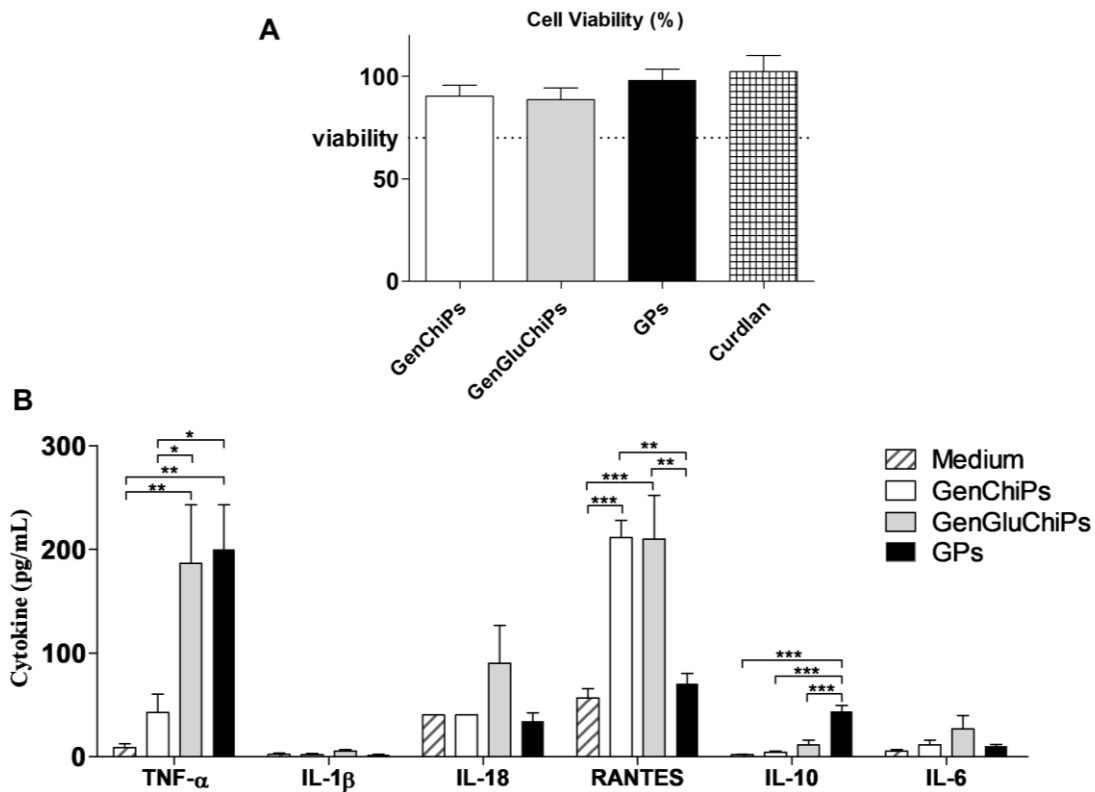 A
Cell Viability (%)
100
viability
50
0
GenChiPs
GenGluChiPs
GPs
Curdlan
B
Cytokine (pg/mL)
300
200
100
0
*
*
**
**
**
**
***
***
***
***
***
Medium
GenChiPs
GenGluChiPs
GPs
TNF-α
IL-1β
IL-18
RANTES
IL-10
IL-6